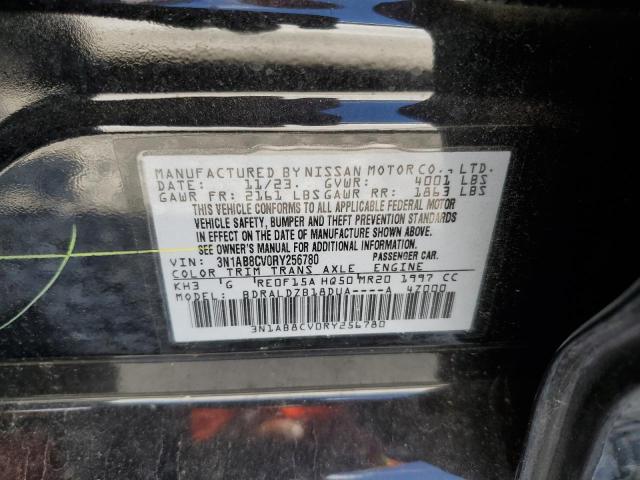 MANUFACTURED BY NISSAN MOTOR CO., LTD.
DATE: 11/23. GVWR: 4001 LBS
GAWR FR: 2161 LBS GAWR RR: 1863 LBS
THIS VEHICLE CONFORMS TO ALL APPLICABLE FEDERAL MOTOR
VEHICLE SAFETY, BUMPER AND THEFT PREVENTION STANDARDS
IN EFFECT ON THE DATE OF MANUFACTURE SHOWN ABOVE.
SEE OWNER'S MANUAL FOR ADDITIONAL INFORMATION.
VIN: 3N1AB8CV0RY256780 PASSENGER CAR.
COLOR TRIM TRANS AXLE ENGINE
KH3 'G 'RE0F15A HQ50 MR20 1997 CC
MODEL: BDRALDZB18DUA----A 4Z000
3N1AB8CV0RY256780